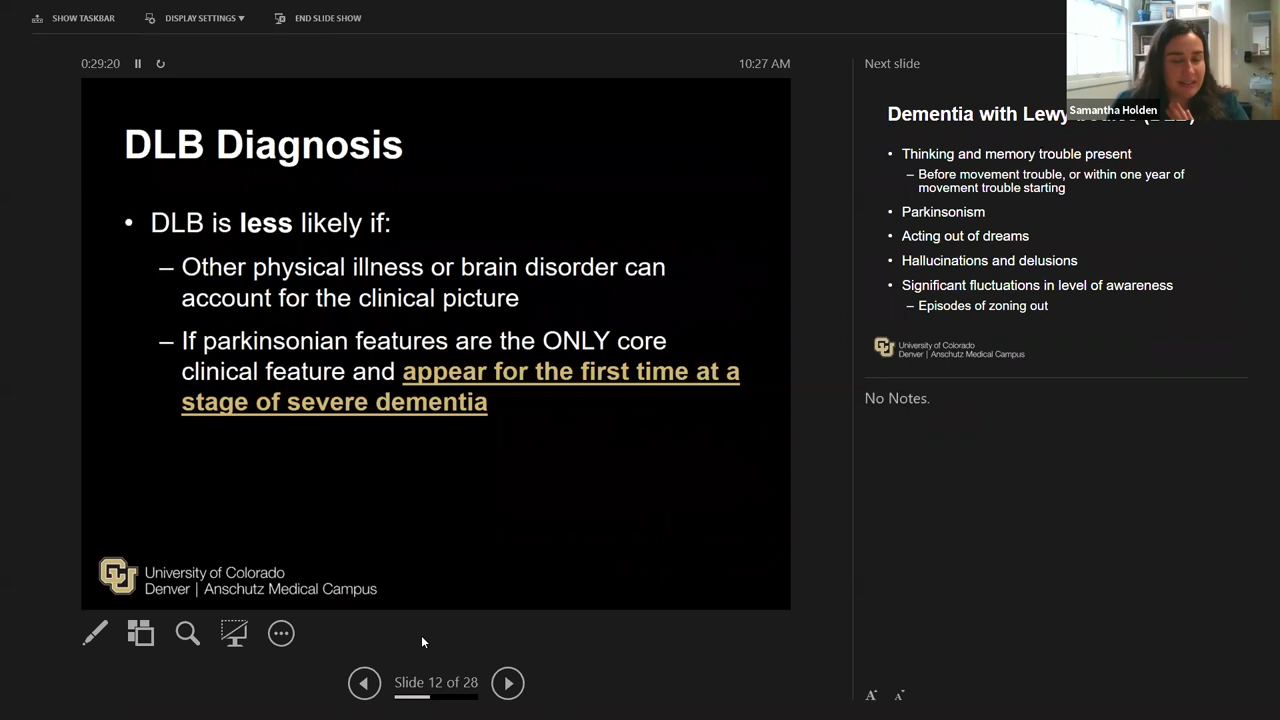 SHOW TASKBAR
DISPLAY SETTINGS
END SLIDE SHOW
0:29:20
10:27 AM
DLB Diagnosis
• DLB is less likely if:
– Other physical illness or brain disorder can
account for the clinical picture
– If parkinsonian features are the ONLY core
clinical feature and appear for the first time at a
stage of severe dementia
CU
University of Colorado
Denver | Anschutz Medical Campus
Slide 12 of 28
Next slide
Samantha Holden
Dementia with Lewy
• Thinking and memory trouble present
– Before movement trouble, or within one year of
movement trouble starting
• Parkinsonism
• Acting out of dreams
• Hallucinations and delusions
• Significant fluctuations in level of awareness
– Episodes of zoning out
CU
University of Colorado
Denver | Anschutz Medical Campus
No Notes.
A A